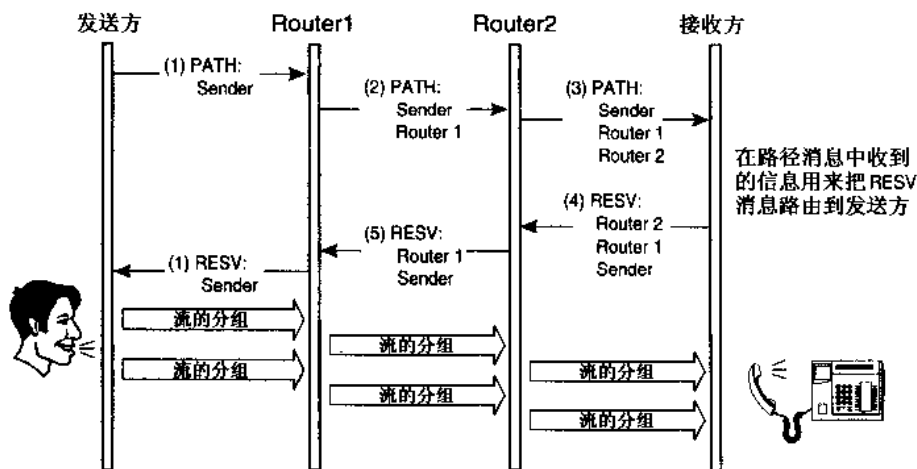 发送方
Router1
Router2
接收方
(1) PATH:
Sender
(2) PATH:
Sender
Router 1
(3) PATH:
Sender
Router 1
Router 2
在路径消息中收到
的信息用来把 RESV
消息路由到发送方
(4) RESV:
Router 2
Router 1
Sender
(5) RESV:
Router 1
Sender
(1) RESV:
Sender
流的分组
流的分组
流的分组
流的分组
流的分组
流的分组